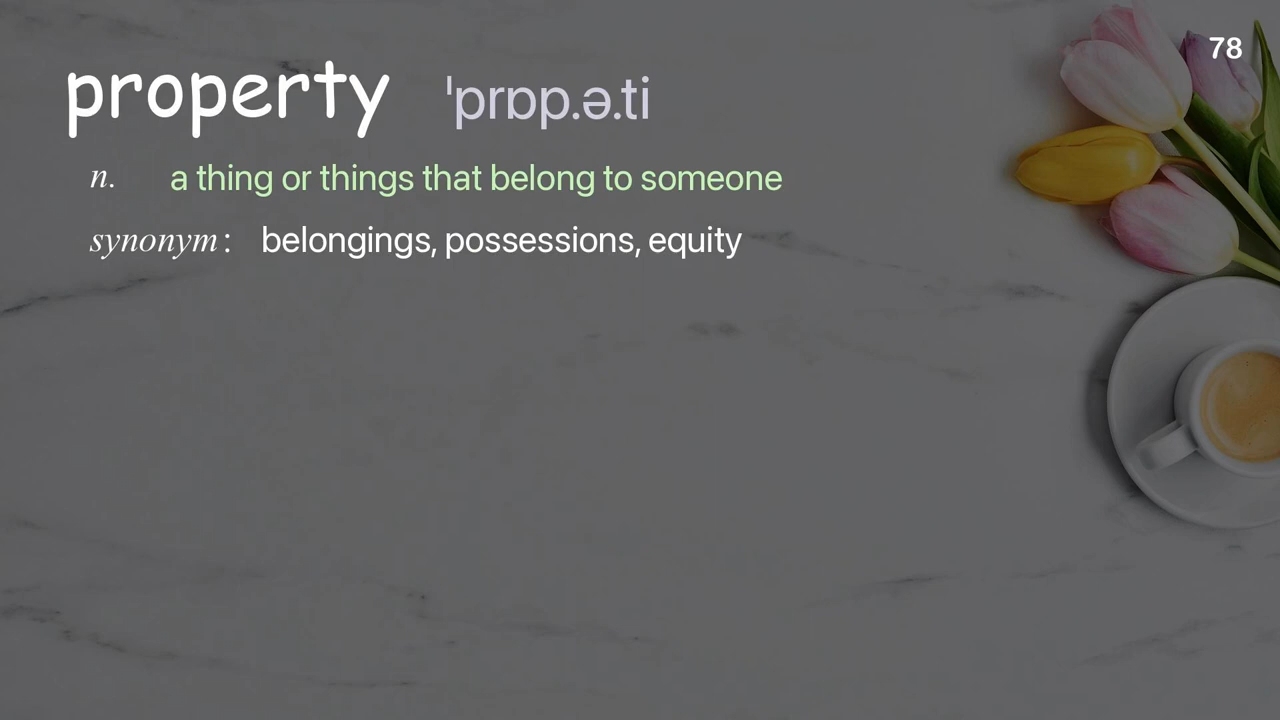 78
property ˈprɒp.ə.ti
n. a thing or things that belong to someone
synonym: belongings, possessions, equity